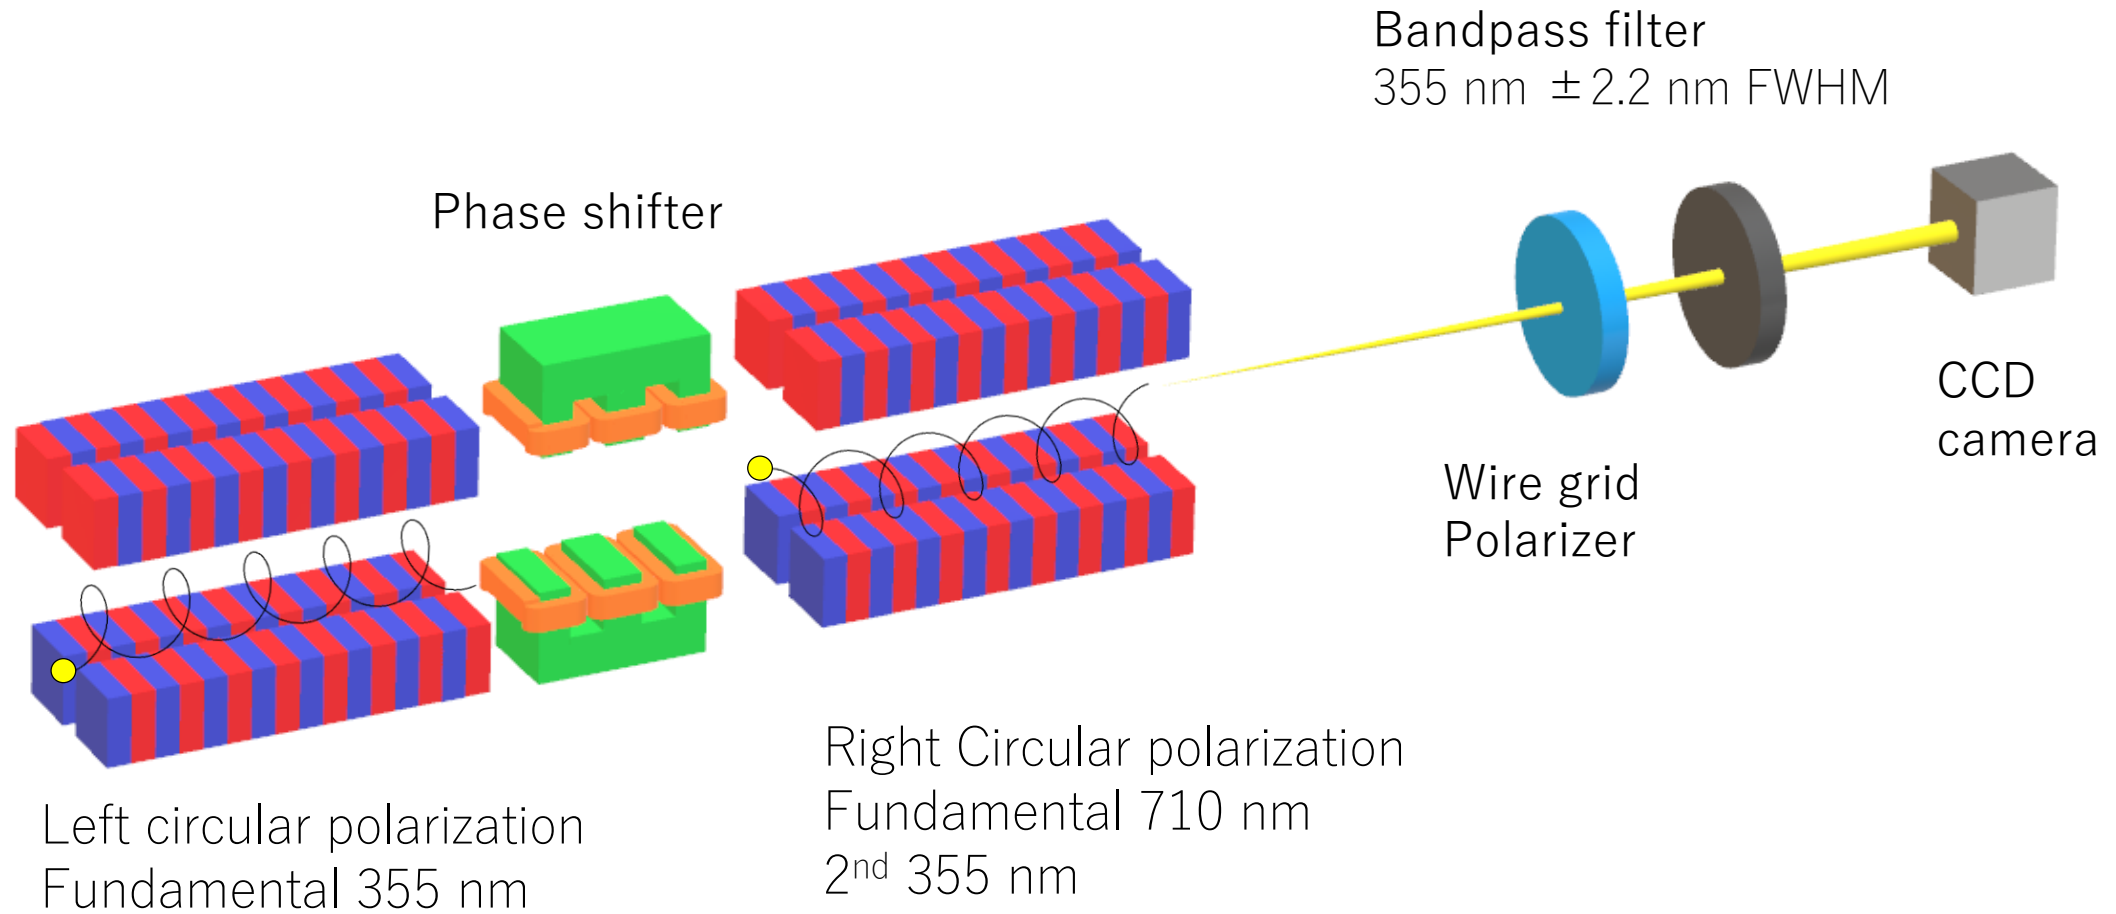 Bandpass filter
355 nm ±2.2 nm FWHM
Phase shifter
CCD
camera
Wire grid
Polarizer
Right Circular polarization
Fundamental 710 nm
2nd 355 nm
Left circular polarization
Fundamental 355 nm